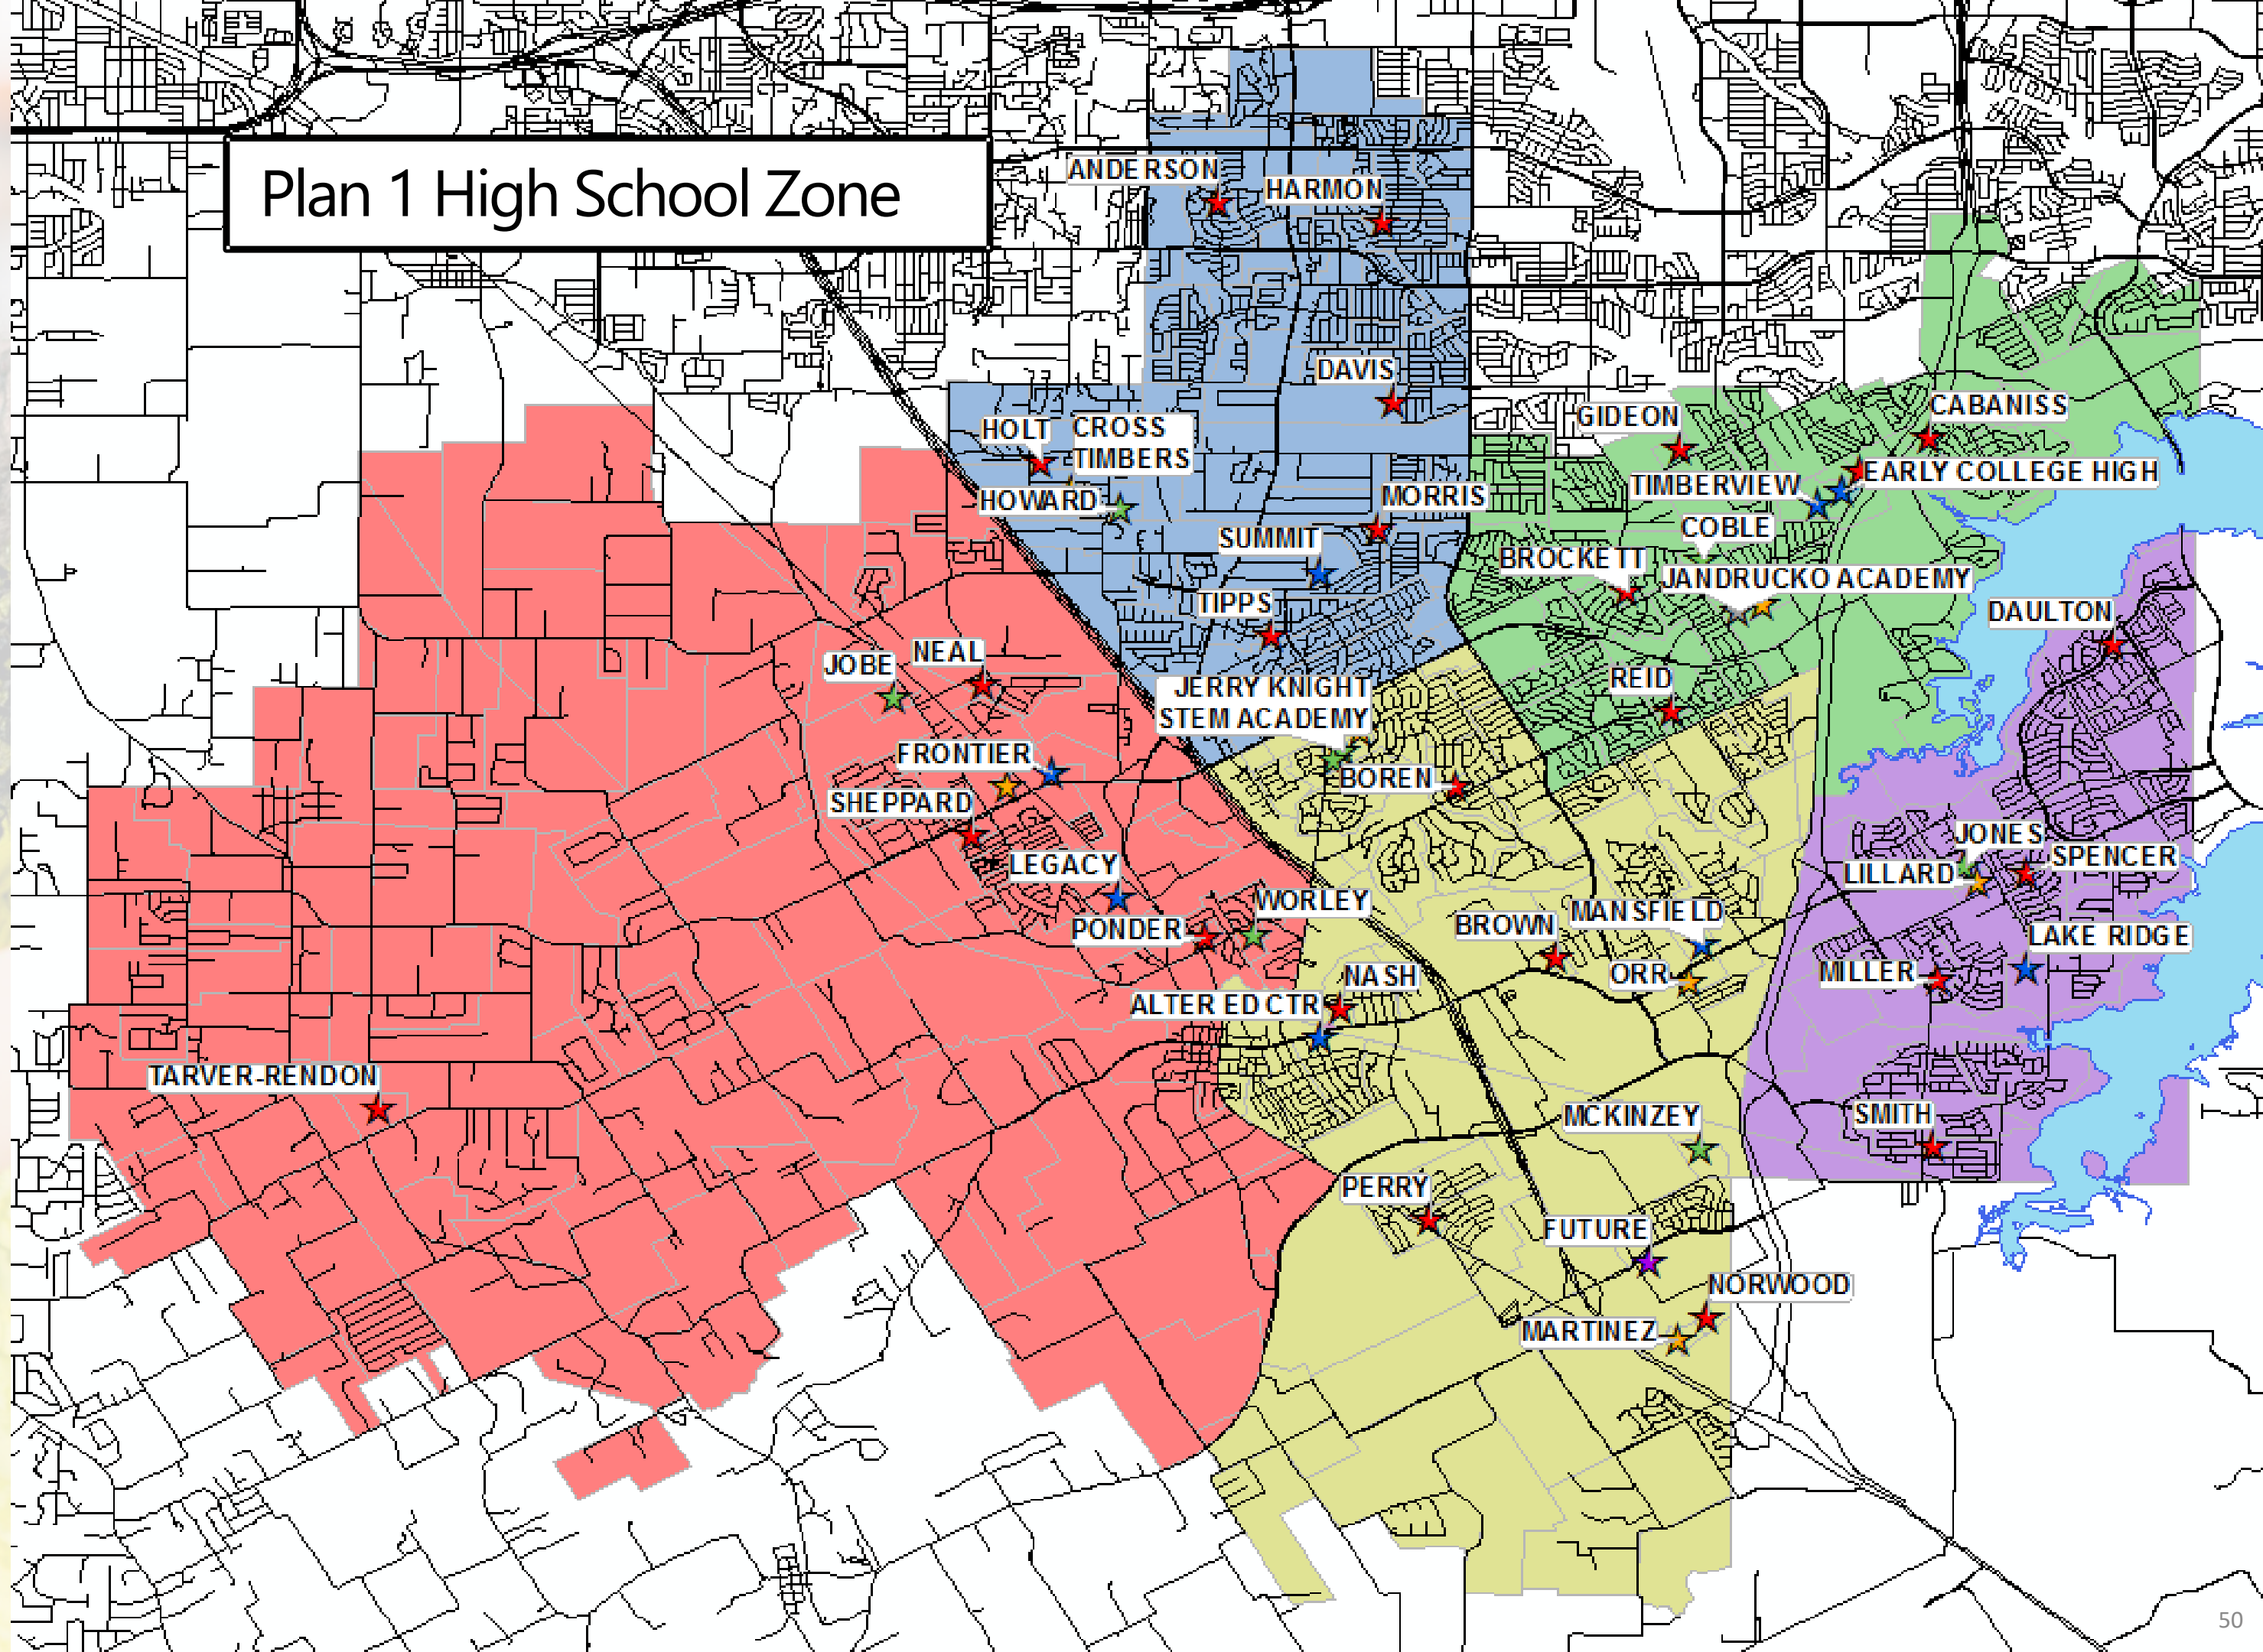 Plan 1 High School Zone
ANDERSON
HARMON
DAVIS
GIDEON
CABANISS
HOLT
CROSS
TIMBERS
EARLY COLLEGE HIGH
TIMBERVIEW
HOWARD
MORRIS
COBLE
SUMMIT
BROCKETT
JANDRUCKO ACADEMY
TIPPS
DAULTON
NEAL
JOBE
REID
JERRY KNIGHT
STEM ACADEMY
FRONTIER
BOREN
SHEPPARD
JONES
SPENCER
LEGACY
LILLARD
WORLEY
MANSFIELD
BROWN
PONDER
LAKE RIDGE
MILLER
NASH
ORR
ALTER ED CTR
TARVER-RENDON
MCKINZEY
SMITH
PERRY
FUTURE
NORWOOD
MARTINEZ
50